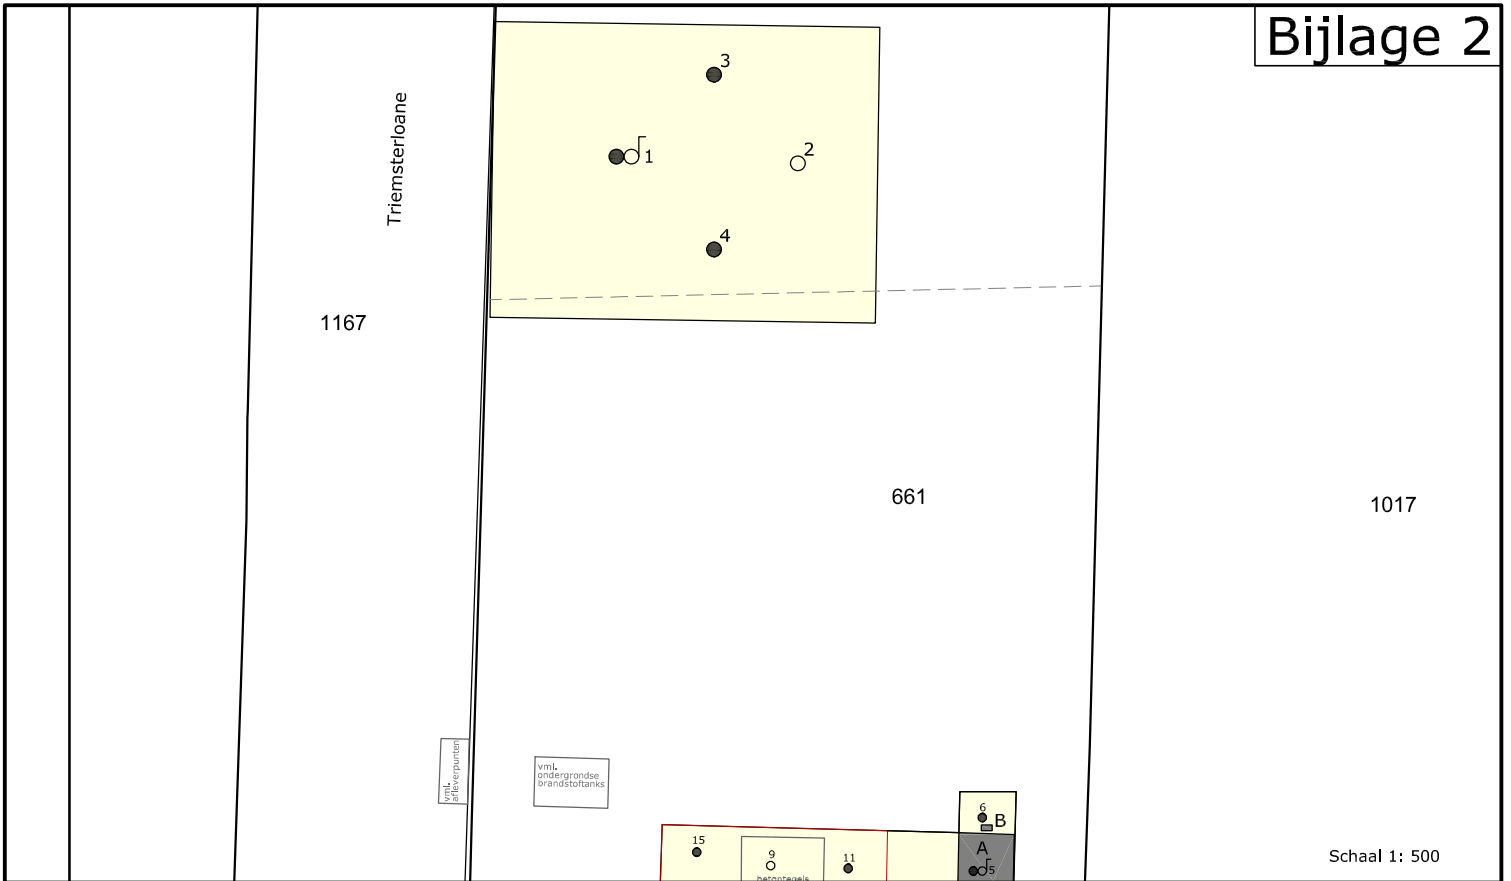 Bijlage 2
3
Triemsterloane
1
2
4
1167
661
1017
vml.
afleverpunten
vml.
ondergrondse
brandstoftanks
6
B
15
9
11
A
5
betontegels
Schaal 1: 500